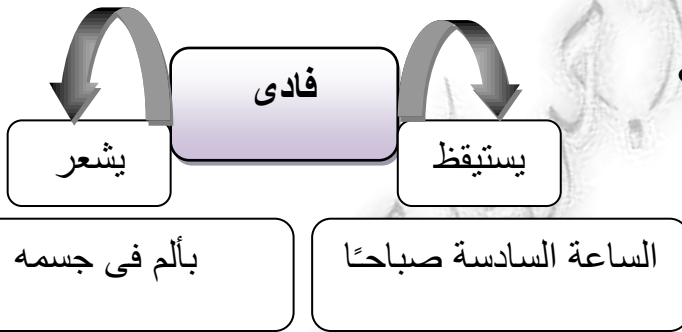 فادى
يستيقظ
يشعر
الساعة السادسة صباحًا
بألم فى جسمه